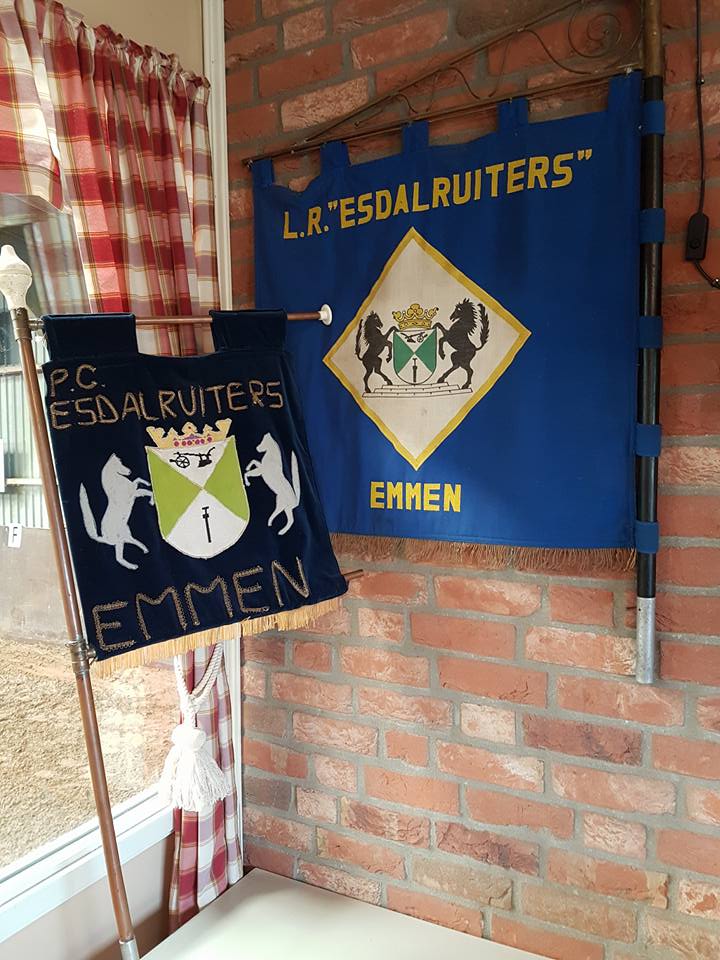 L.R. "ESDALRUITERS"
EMMEN
P.C.
ESDALRUITERS
EMMEN
F